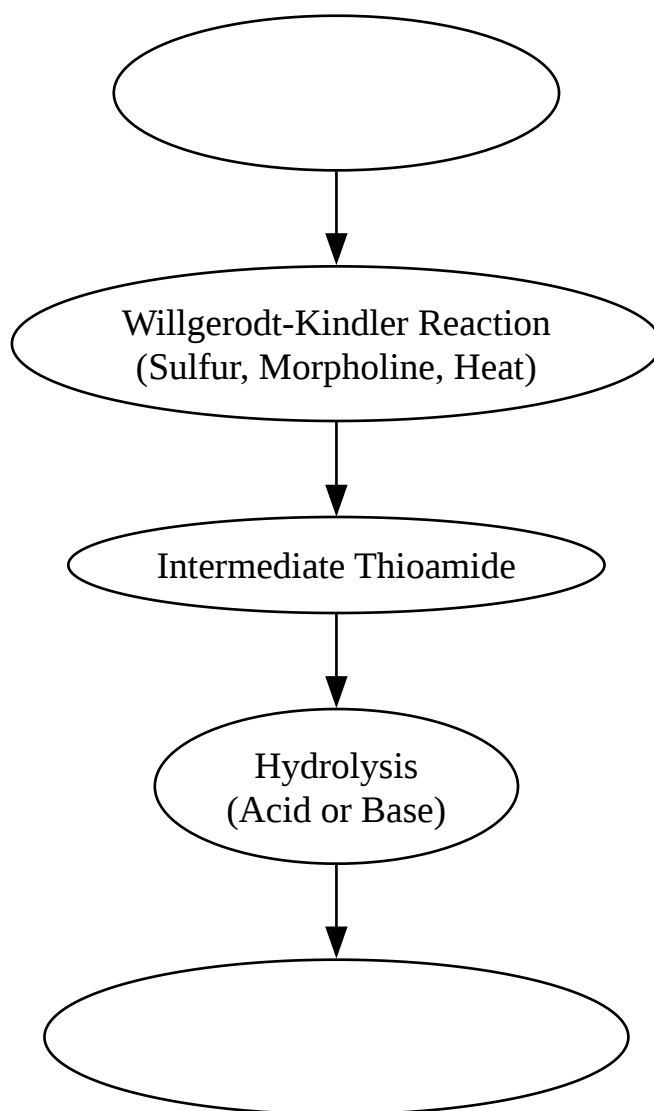 Willgerodt-Kindler Reaction
(Sulfur, Morpholine, Heat)
Intermediate Thioamide
Hydrolysis
(Acid or Base)